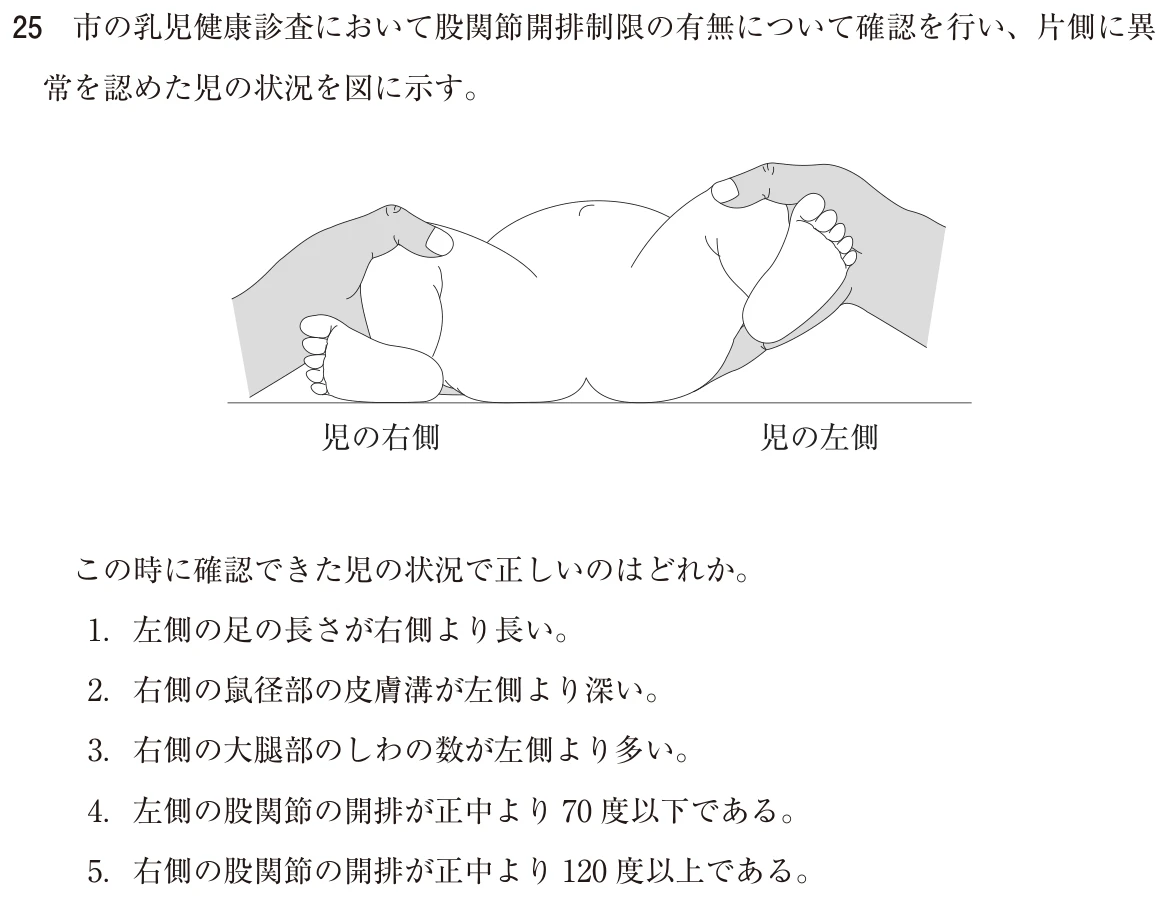 25 市の乳児健康診査において股関節開排制限の有無について確認を行い、片側に異
常を認めた児の状況を図に示す。
児の右側 児の左側
この時に確認できた児の状況で正しいのはどれか。
1. 左側の足の長さが右側より長い。
2. 右側の鼠径部の皮膚溝が左側より深い。
3. 右側の大腿部のしわの数が左側より多い。
4. 左側の股関節の開排が正中より 70 度以下である。
5. 右側の股関節の開排が正中より 120 度以上である。